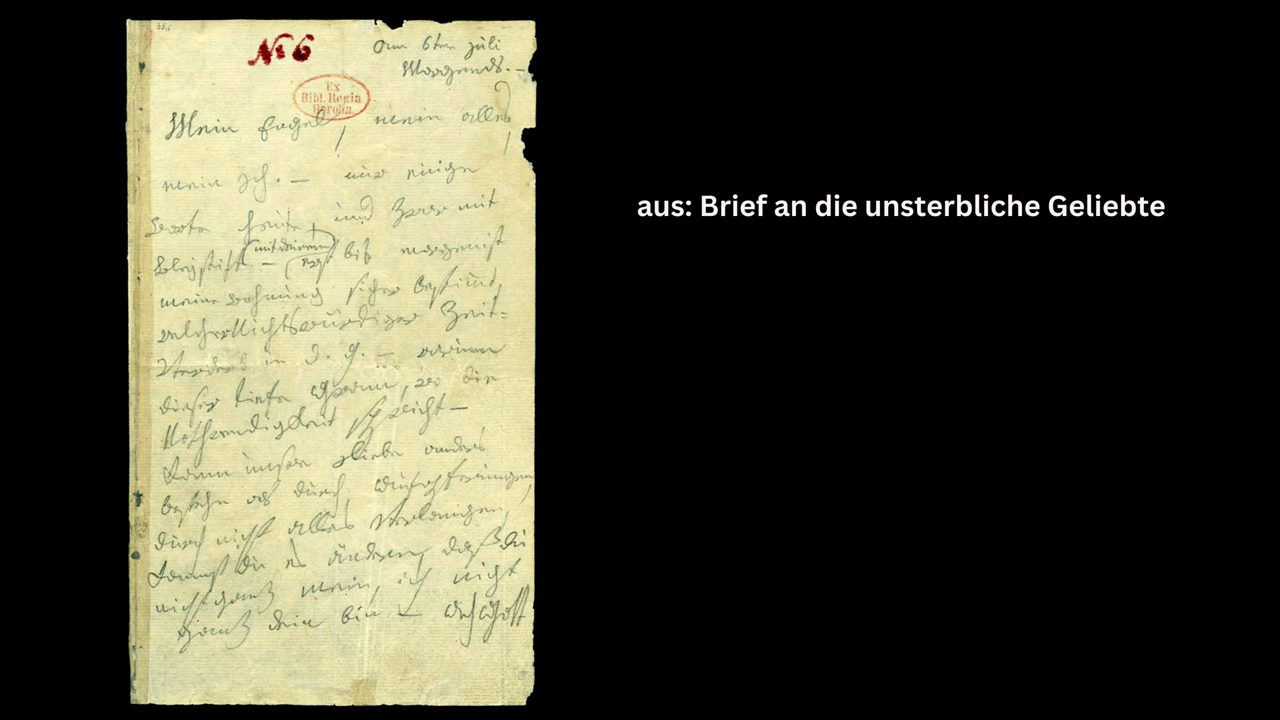 No 6
am 6ten juli
Morgends. –
Ex
Bibl. Regia
Berolin.
Mein Engel, mein alles,
mein Ich. – nur einige
Worte heute, und zwar mit
Bleystift – (mit deinem) bis morgen ist
meine wohnung sicher bestimmt,
welcher Nichtswürdiger Zeit-
Verderb in d. g. – warum
dieser tiefe Gram, wo die
Nothwendigkeit spricht –
Kann unsre Liebe anders
bestehn als durch Aufopferungen,
durch nicht alles verlangen,
kannst du es ändern, daß du
nicht ganz mein, ich nicht
ganz dein bin – Ach Gott
aus: Brief an die unsterbliche Geliebte